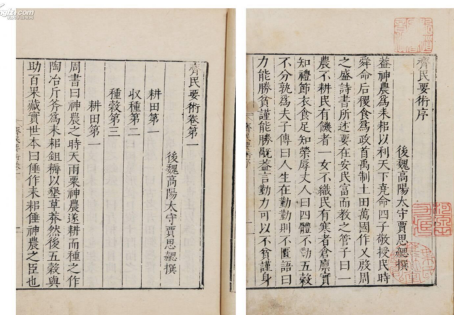 齊民要術序
後魏高陽太守賈思勰撰
蓋神農爲耒耜以利天下堯命四子敬授民時
舜命后稷食爲政首禹制土田萬國作乂殷周
之盛詩書所述要在安民富而教之管子曰一
農不耕民有饑者一女不織民有寒者倉廩實
知禮節衣食足知榮辱丈人曰四體不勤五穀
不分孰爲夫子傳曰人生在勤勤則不匱語曰
力能勝貧謹能勝禍蓋言勤力可以不貧謹身
齊民要術卷第一
後魏高陽太守賈思勰撰
耕田第一
收種第二
種穀第三
耕田第一
周書曰神農之時天雨粟神農遂耕而種之作
陶冶斤斧爲耒耜鉏耨以墾草莽然後五穀與
助百果藏實世本曰倕作耒耜倕神農之臣也